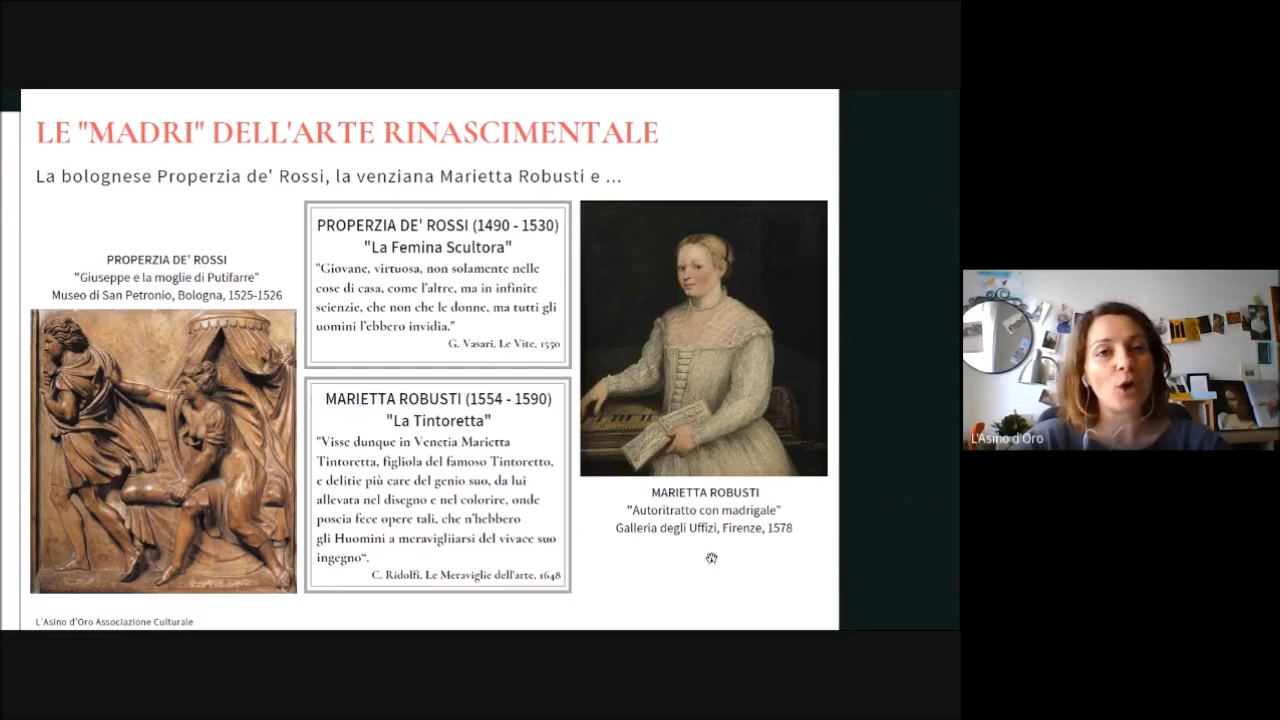 LE "MADRI" DELL'ARTE RINASCIMENTALE
La bolognese Properzia de' Rossi, la venziana Marietta Robusti e ...
PROPERZIA DE' ROSSI
"Giuseppe e la moglie di Putifarre"
Museo di San Petronio, Bologna, 1525-1526
PROPERZIA DE' ROSSI (1490 - 1530)
"La Femina Scultora"
"Giovane, virtuosa, non solamente nelle
cose di casa, come l'altre, ma in infinite
scienzie, che non che le donne, ma tutti gli
uomini l'ebbero invidia."
G. Vasari, Le Vite, 1550
MARIETTA ROBUSTI (1554 - 1590)
"La Tintoretta"
"Visse dunque in Venetia Marietta
Tintoretta, figliola del famoso Tintoretto,
e delitie più care del genio suo, da lui
allevata nel disegno e nel colorire, onde
poscia fece opere tali, che n'hebbero
gli Huomini a meravigliiarsi del vivace suo
ingegno“.
C. Ridolfi, Le Meraviglie dell'arte, 1648
MARIETTA ROBUSTI
"Autoritratto con madrigale"
Galleria degli Uffizi, Firenze, 1578
L'Asino d'Oro Associazione Culturale
L'Asino d'Oro